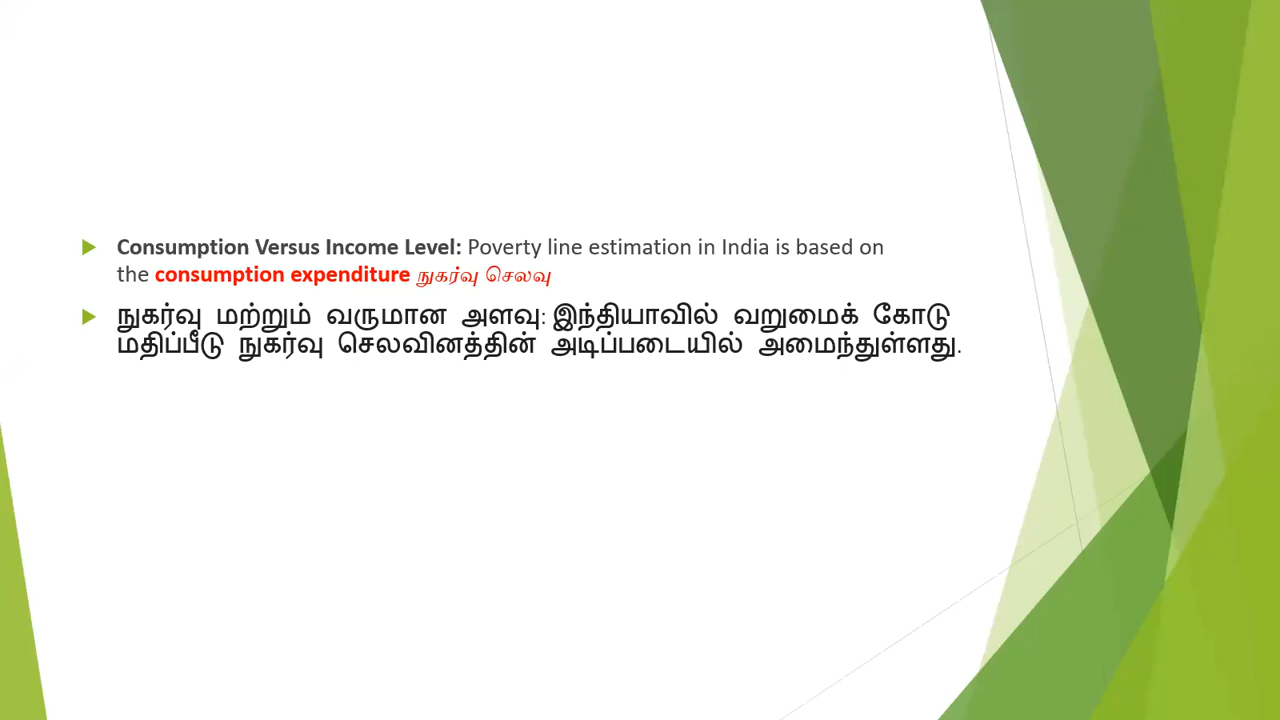 Consumption Versus Income Level: Poverty line estimation in India is based on
the consumption expenditure நுகர்வு செலவு
நுகர்வு மற்றும் வருமான அளவு: இந்தியாவில் வறுமைக் கோடு
மதிப்பீடு நுகர்வு செலவினத்தின் அடிப்படையில் அமைந்துள்ளது.